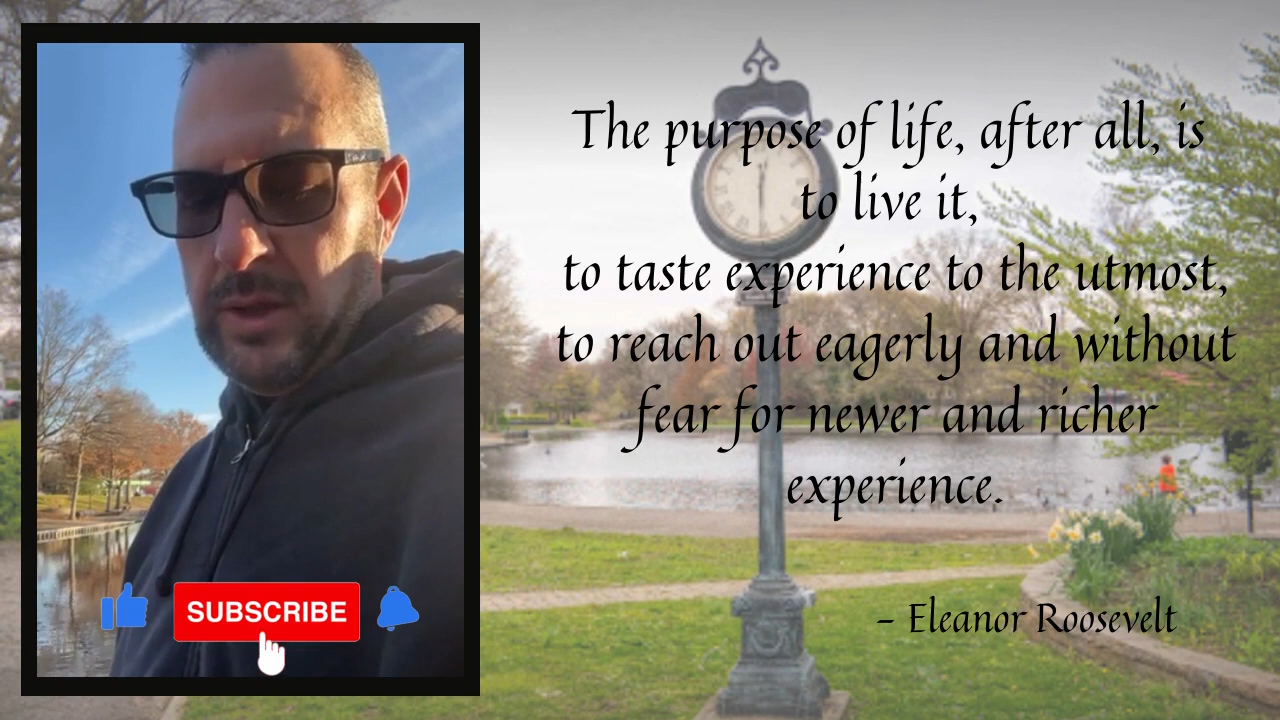 The purpose of life, after all, is
to live it,
to taste experience to the utmost,
to reach out eagerly and without
fear for newer and richer
experience.
– Eleanor Roosevelt
SUBSCRIBE